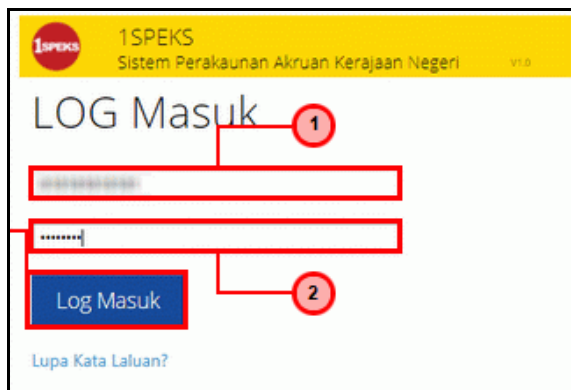 1SPEKS
1SPEKS
Sistem Perakaunan Akruan Kerajaan Negeri
V1.0
LOG Masuk
1
••••••••
2
Log Masuk
Lupa Kata Laluan?